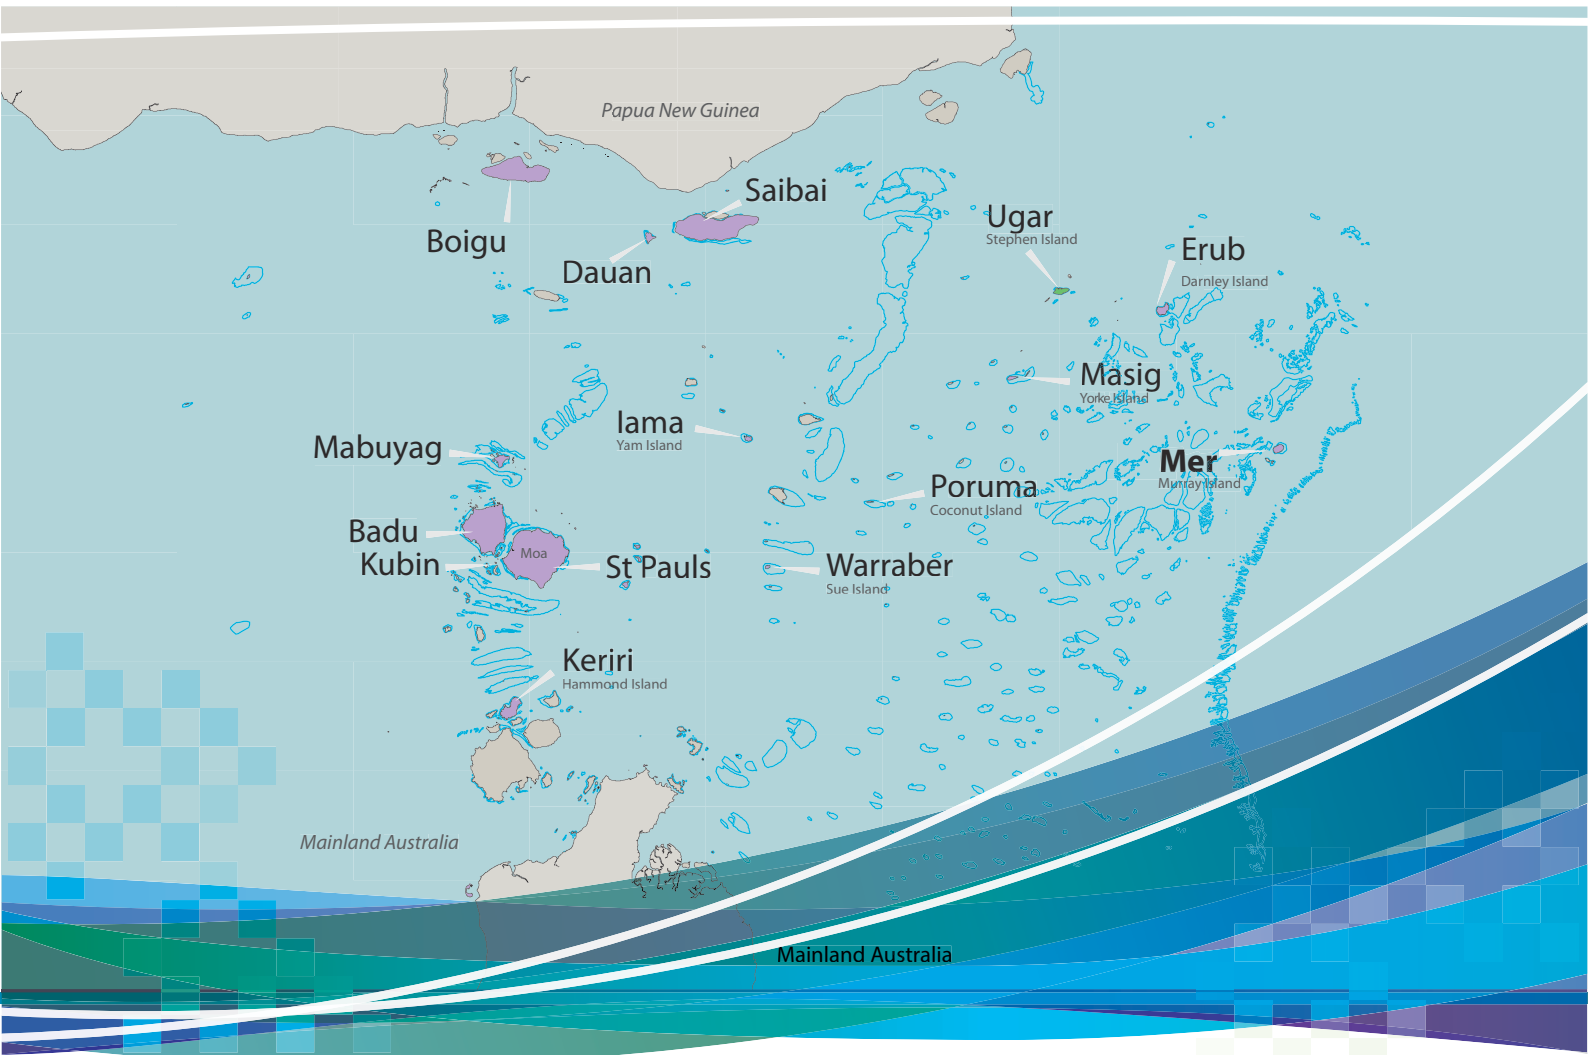 Papua New Guinea
Saibai
Boigu
Dauan
Ugar
Stephen Island
Erub
Darnley Island
Masig
Yorke Island
Iama
Yam Island
Mabuyag
Mer
Murray Island
Poruma
Coconut Island
Badu
Kubin
Moa
St Pauls
Warraber
Sue Island
Keriri
Hammond Island
Mainland Australia
Mainland Australia